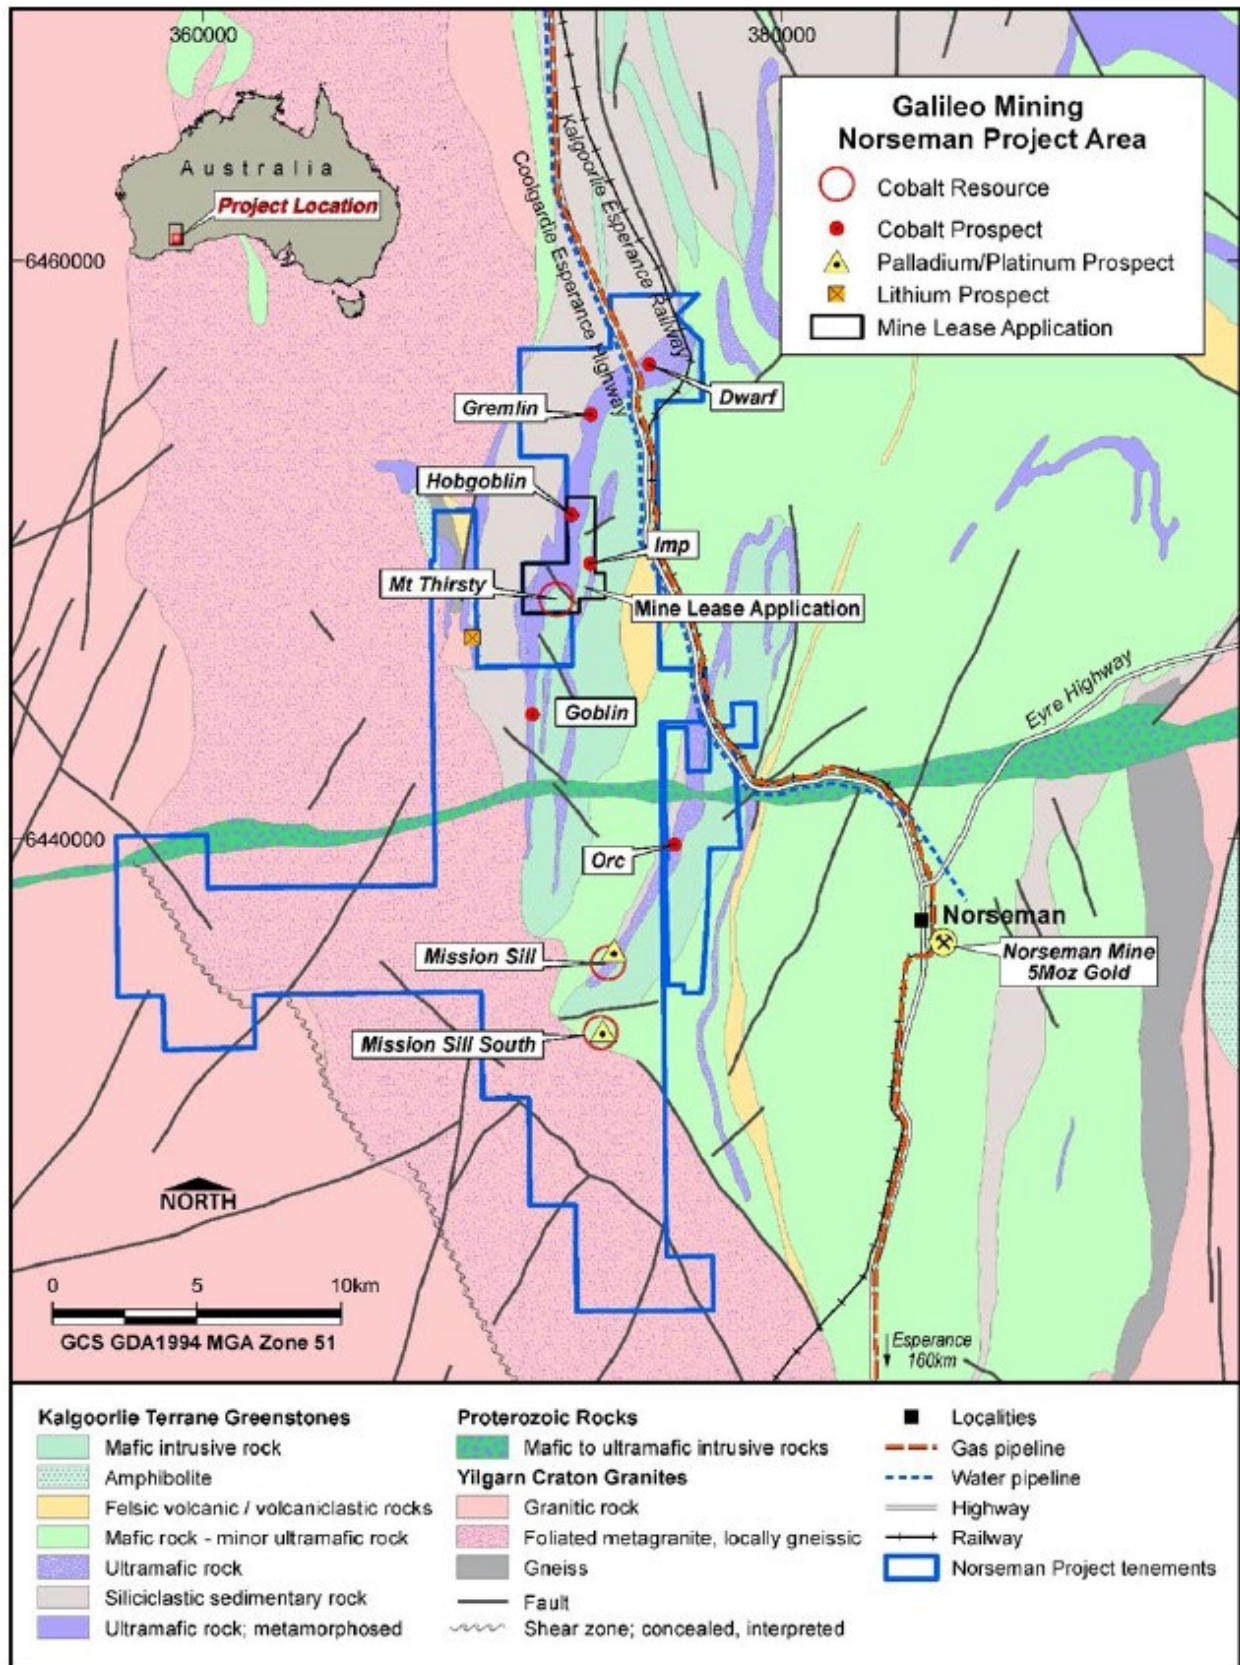 360000
380000
Galileo Mining
Norseman Project Area
Cobalt Resource
Cobalt Prospect
Palladium/Platinum Prospect
Lithium Prospect
Mine Lease Application
Australia
Project Location
Kalgoorlie Esperance Railway
Coolgardie Esperance Highway
6460000
Dwarf
Gremlin
Hobgoblin
Imp
Mt Thirsty
Mine Lease Application
Goblin
Eyre Highway
6440000
Orc
Norseman
Mission Sill
Norseman Mine
5Moz Gold
Mission Sill South
NORTH
0 5 10km
GCS GDA1994 MGA Zone 51
Esperance
160km
Kalgoorlie Terrane Greenstones
Mafic intrusive rock
Amphibolite
Felsic volcanic / volcaniclastic rocks
Mafic rock - minor ultramafic rock
Ultramafic rock
Siliciclastic sedimentary rock
Ultramafic rock; metamorphosed
Proterozoic Rocks
Mafic to ultramafic intrusive rocks
Yilgarn Craton Granites
Granitic rock
Foliated metagranite, locally gneissic
Gneiss
Fault
Shear zone; concealed, interpreted
Localities
Gas pipeline
Water pipeline
Highway
Railway
Norseman Project tenements